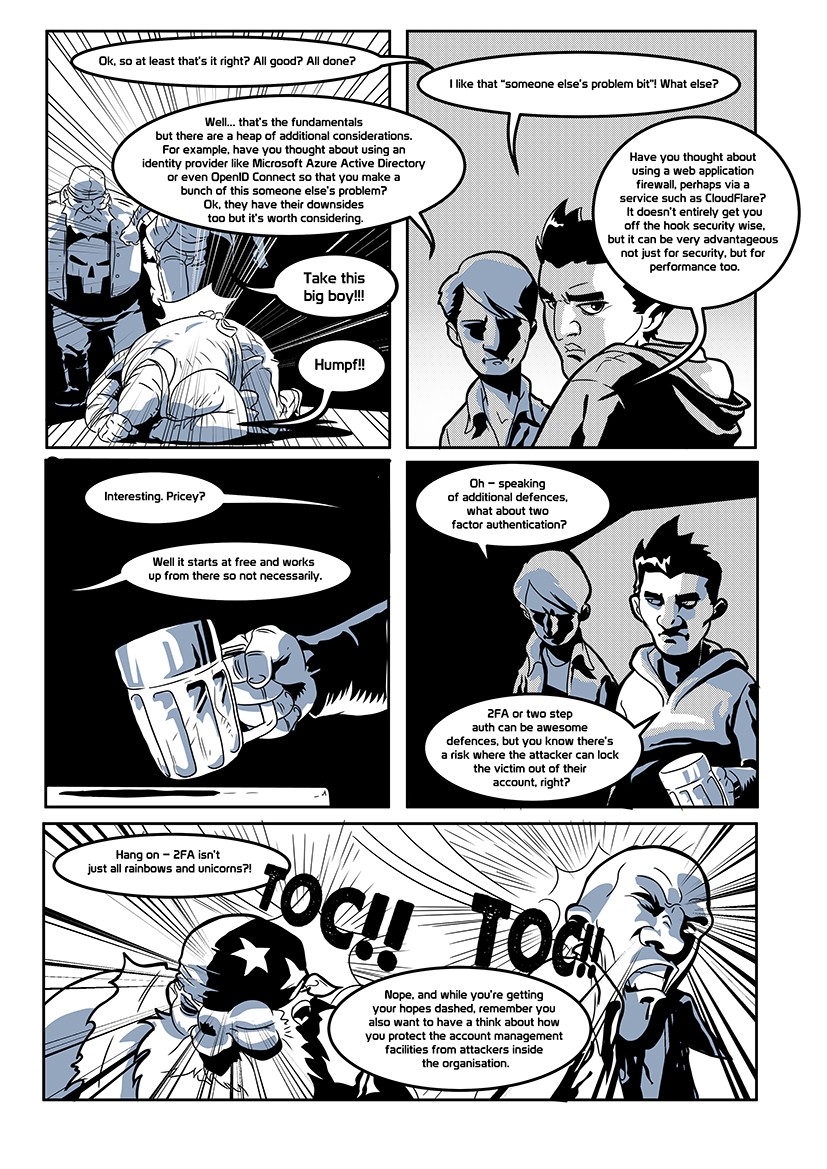 Ok, so at least that's it right? All good? All done?
Well... that's the fundamentals
but there are a heap of additional considerations.
For example, have you thought about using an
identity provider like Microsoft Azure Active Directory
or even OpenID Connect so that you make a
bunch of this someone else's problem?
Ok, they have their downsides
too but it's worth considering.
Take this
big boy!!!
Humpf!!
I like that "someone else's problem bit"! What else?
Have you thought about
using a web application
firewall, perhaps via a
service such as CloudFlare?
It doesn't entirely get you
off the hook security wise,
but it can be very advantageous
not just for security, but for
performance too.
Interesting. Pricey?
Well it starts at free and works
up from there so not necessarily.
Oh – speaking
of additional defences,
what about two
factor authentication?
2FA or two step
auth can be awesome
defences, but you know there's
a risk where the attacker can lock
the victim out of their
account, right?
Hang on – 2FA isn't
just all rainbows and unicorns?!
TOC!!
TOC!!
Nope, and while you're getting
your hopes dashed, remember you
also want to have a think about how
you protect the account management
facilities from attackers inside
the organisation.